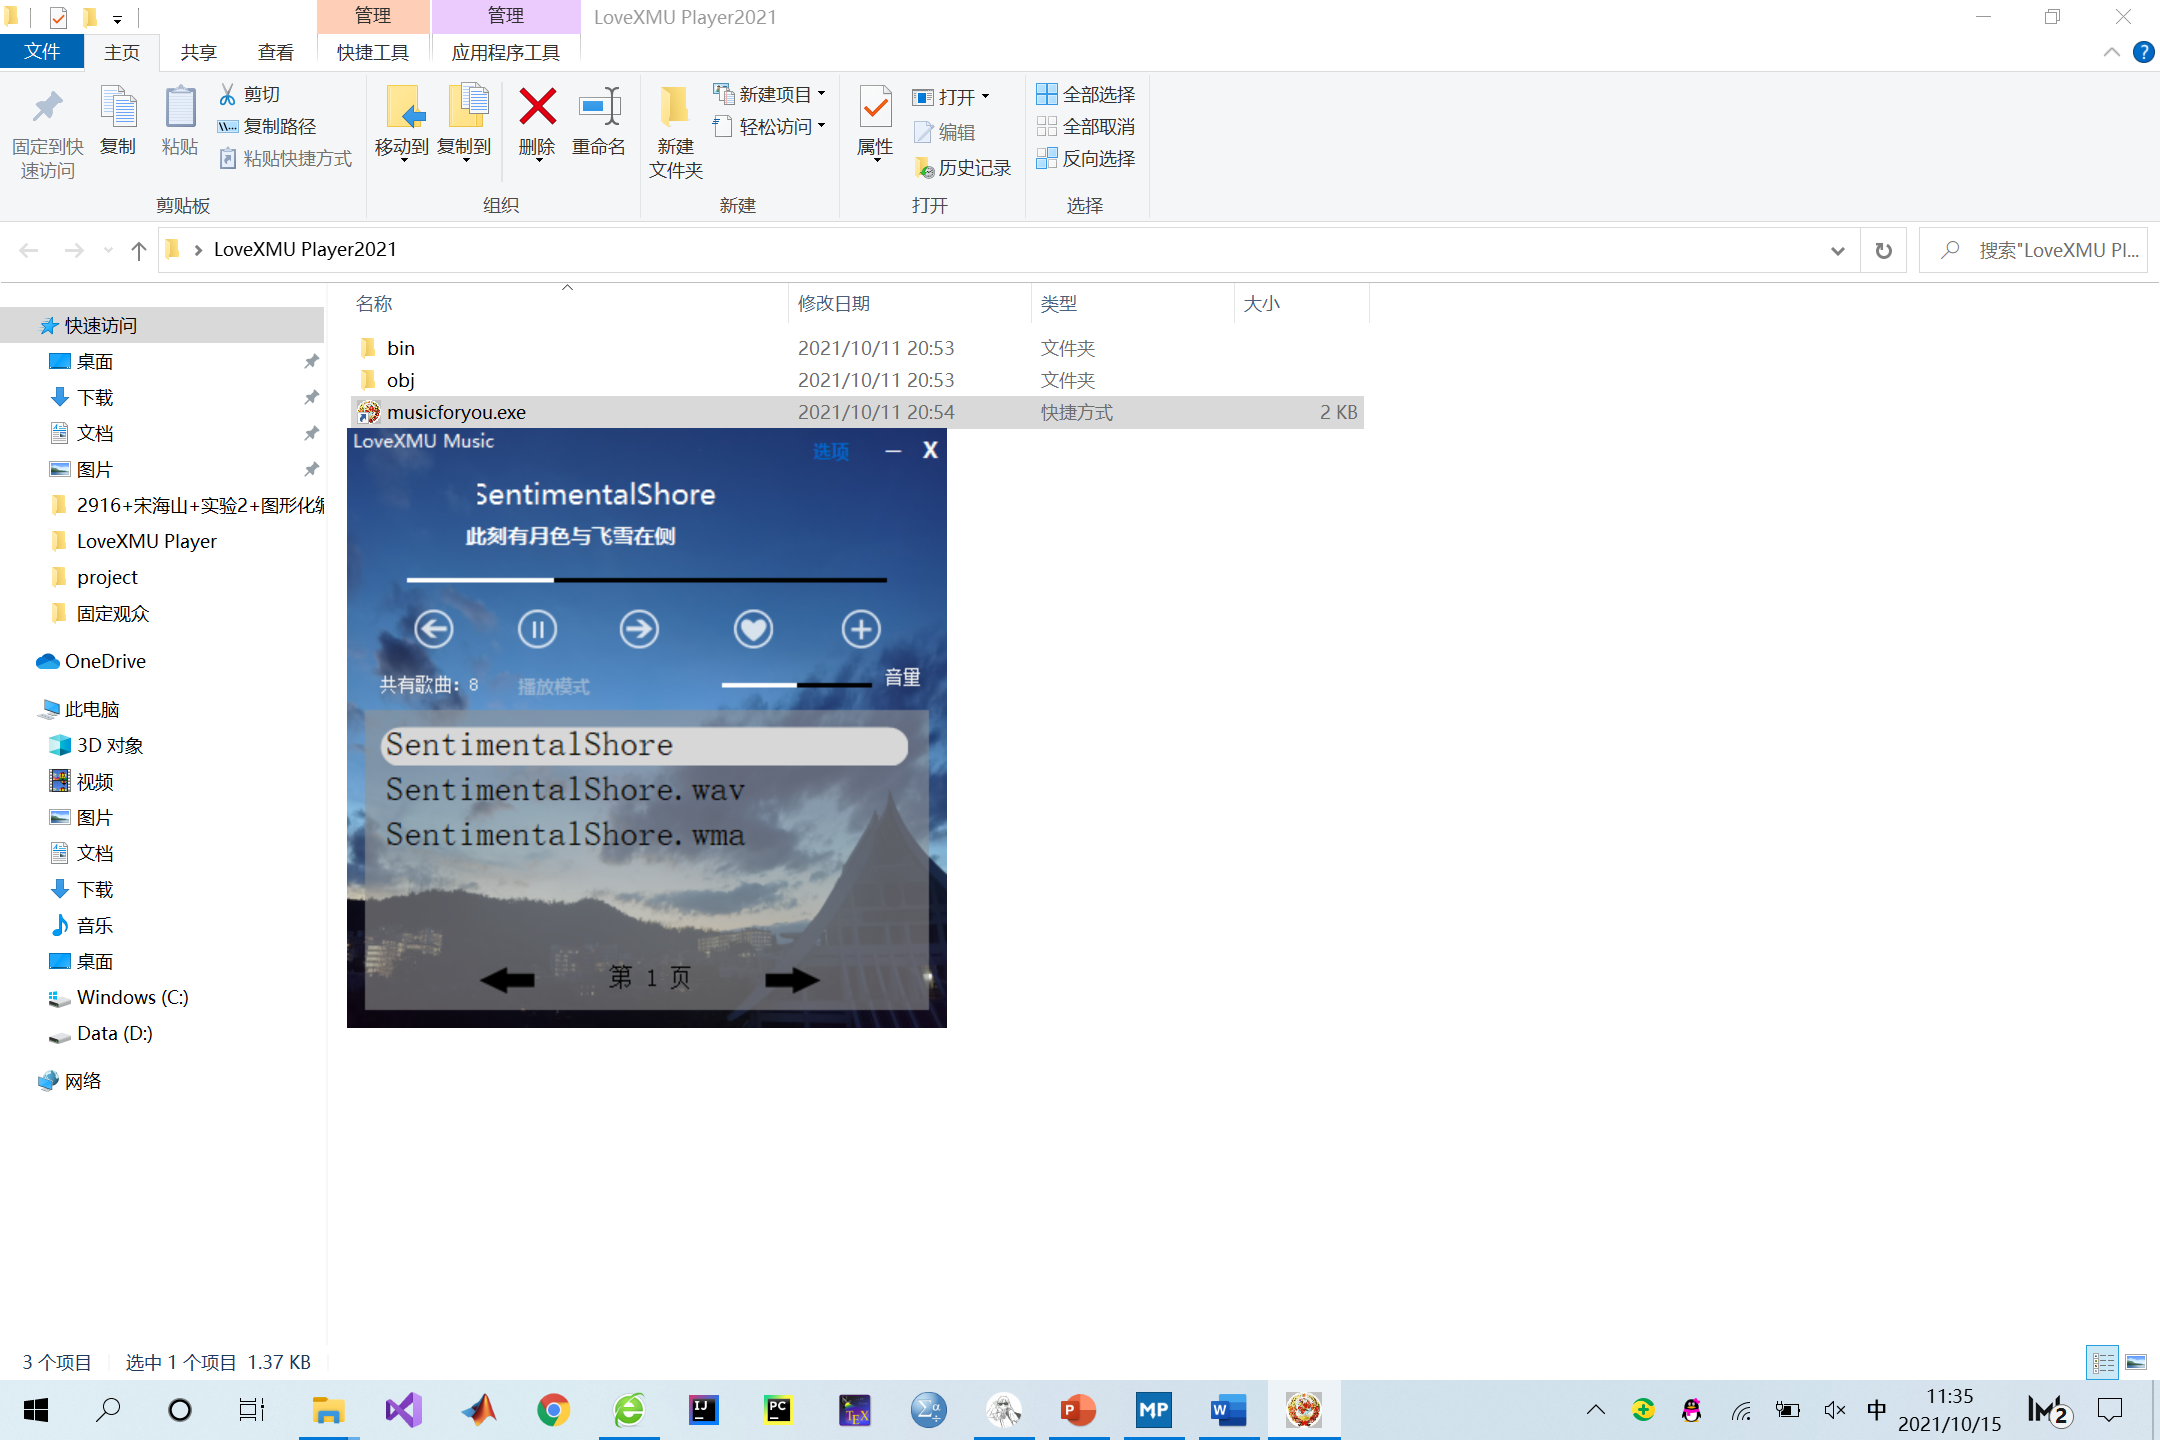 管理
管理
LoveXMU Player2021
文件
主页
共享
查看
快捷工具
应用程序工具
固定到快
速访问
复制
粘贴
剪切
复制路径
粘贴快捷方式
移动到
复制到
删除
重命名
新建
文件夹
新建项目
轻松访问
属性
打开
编辑
历史记录
全部选择
全部取消
反向选择
剪贴板
组织
新建
打开
选择
LoveXMU Player2021
搜索"LoveXMU Pl...
名称
修改日期
类型
大小
bin
2021/10/11 20:53
文件夹
obj
2021/10/11 20:53
文件夹
musicforyou.exe
2021/10/11 20:54
快捷方式
2 KB
快速访问
桌面
下载
文档
图片
2916+宋海山+实验2+图形化编
LoveXMU Player
project
固定观众
OneDrive
此电脑
3D 对象
视频
图片
文档
下载
音乐
桌面
Windows (C:)
Data (D:)
网络
LoveXMU Music
选项
X
SentimentalShore
此刻有月色与飞雪在侧
共有歌曲: 8
播放模式
音量
SentimentalShore
SentimentalShore.wav
SentimentalShore.wma
第 1 页
3 个项目
选中 1 个项目 1.37 KB
IJ
PC
TEX
Σα
P
MP
W
中
11:35
2021/10/15
2